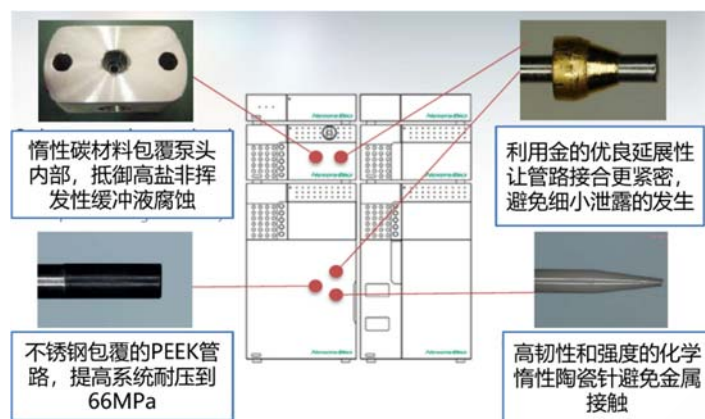 惰性碳材料包覆泵头
内部，抵御高盐非挥
发性缓冲液腐蚀
利用金的优良延展性
让管路接合更紧密，
避免细小泄露的发生
不锈钢包覆的PEEK管
路，提高系统耐压到
66MPa
高韧性和强度的化学
惰性陶瓷针避免金属
接触